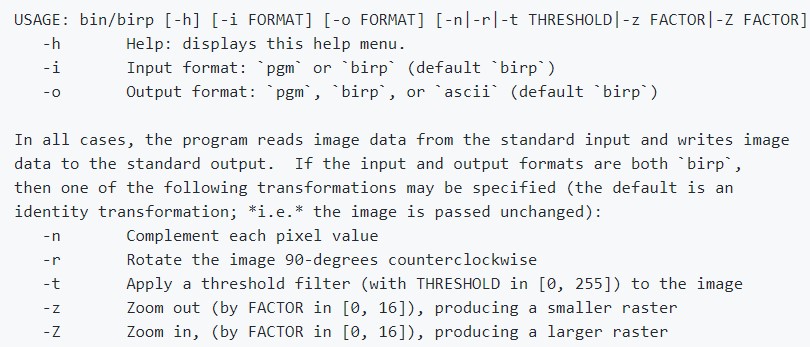 USAGE: bin/birp [-h] [-i FORMAT] [-o FORMAT] [-n|-r|-t THRESHOLD|-z FACTOR|-Z FACTOR]
-h Help: displays this help menu.
-i Input format: `pgm` or `birp` (default `birp`)
-o Output format: `pgm`, `birp`, or `ascii` (default `birp`)
In all cases, the program reads image data from the standard input and writes image
data to the standard output. If the input and output formats are both `birp`,
then one of the following transformations may be specified (the default is an
identity transformation; *i.e.* the image is passed unchanged):
-n Complement each pixel value
-r Rotate the image 90-degrees counterclockwise
-t Apply a threshold filter (with THRESHOLD in [0, 255]) to the image
-z Zoom out (by FACTOR in [0, 16]), producing a smaller raster
-Z Zoom in, (by FACTOR in [0, 16]), producing a larger raster